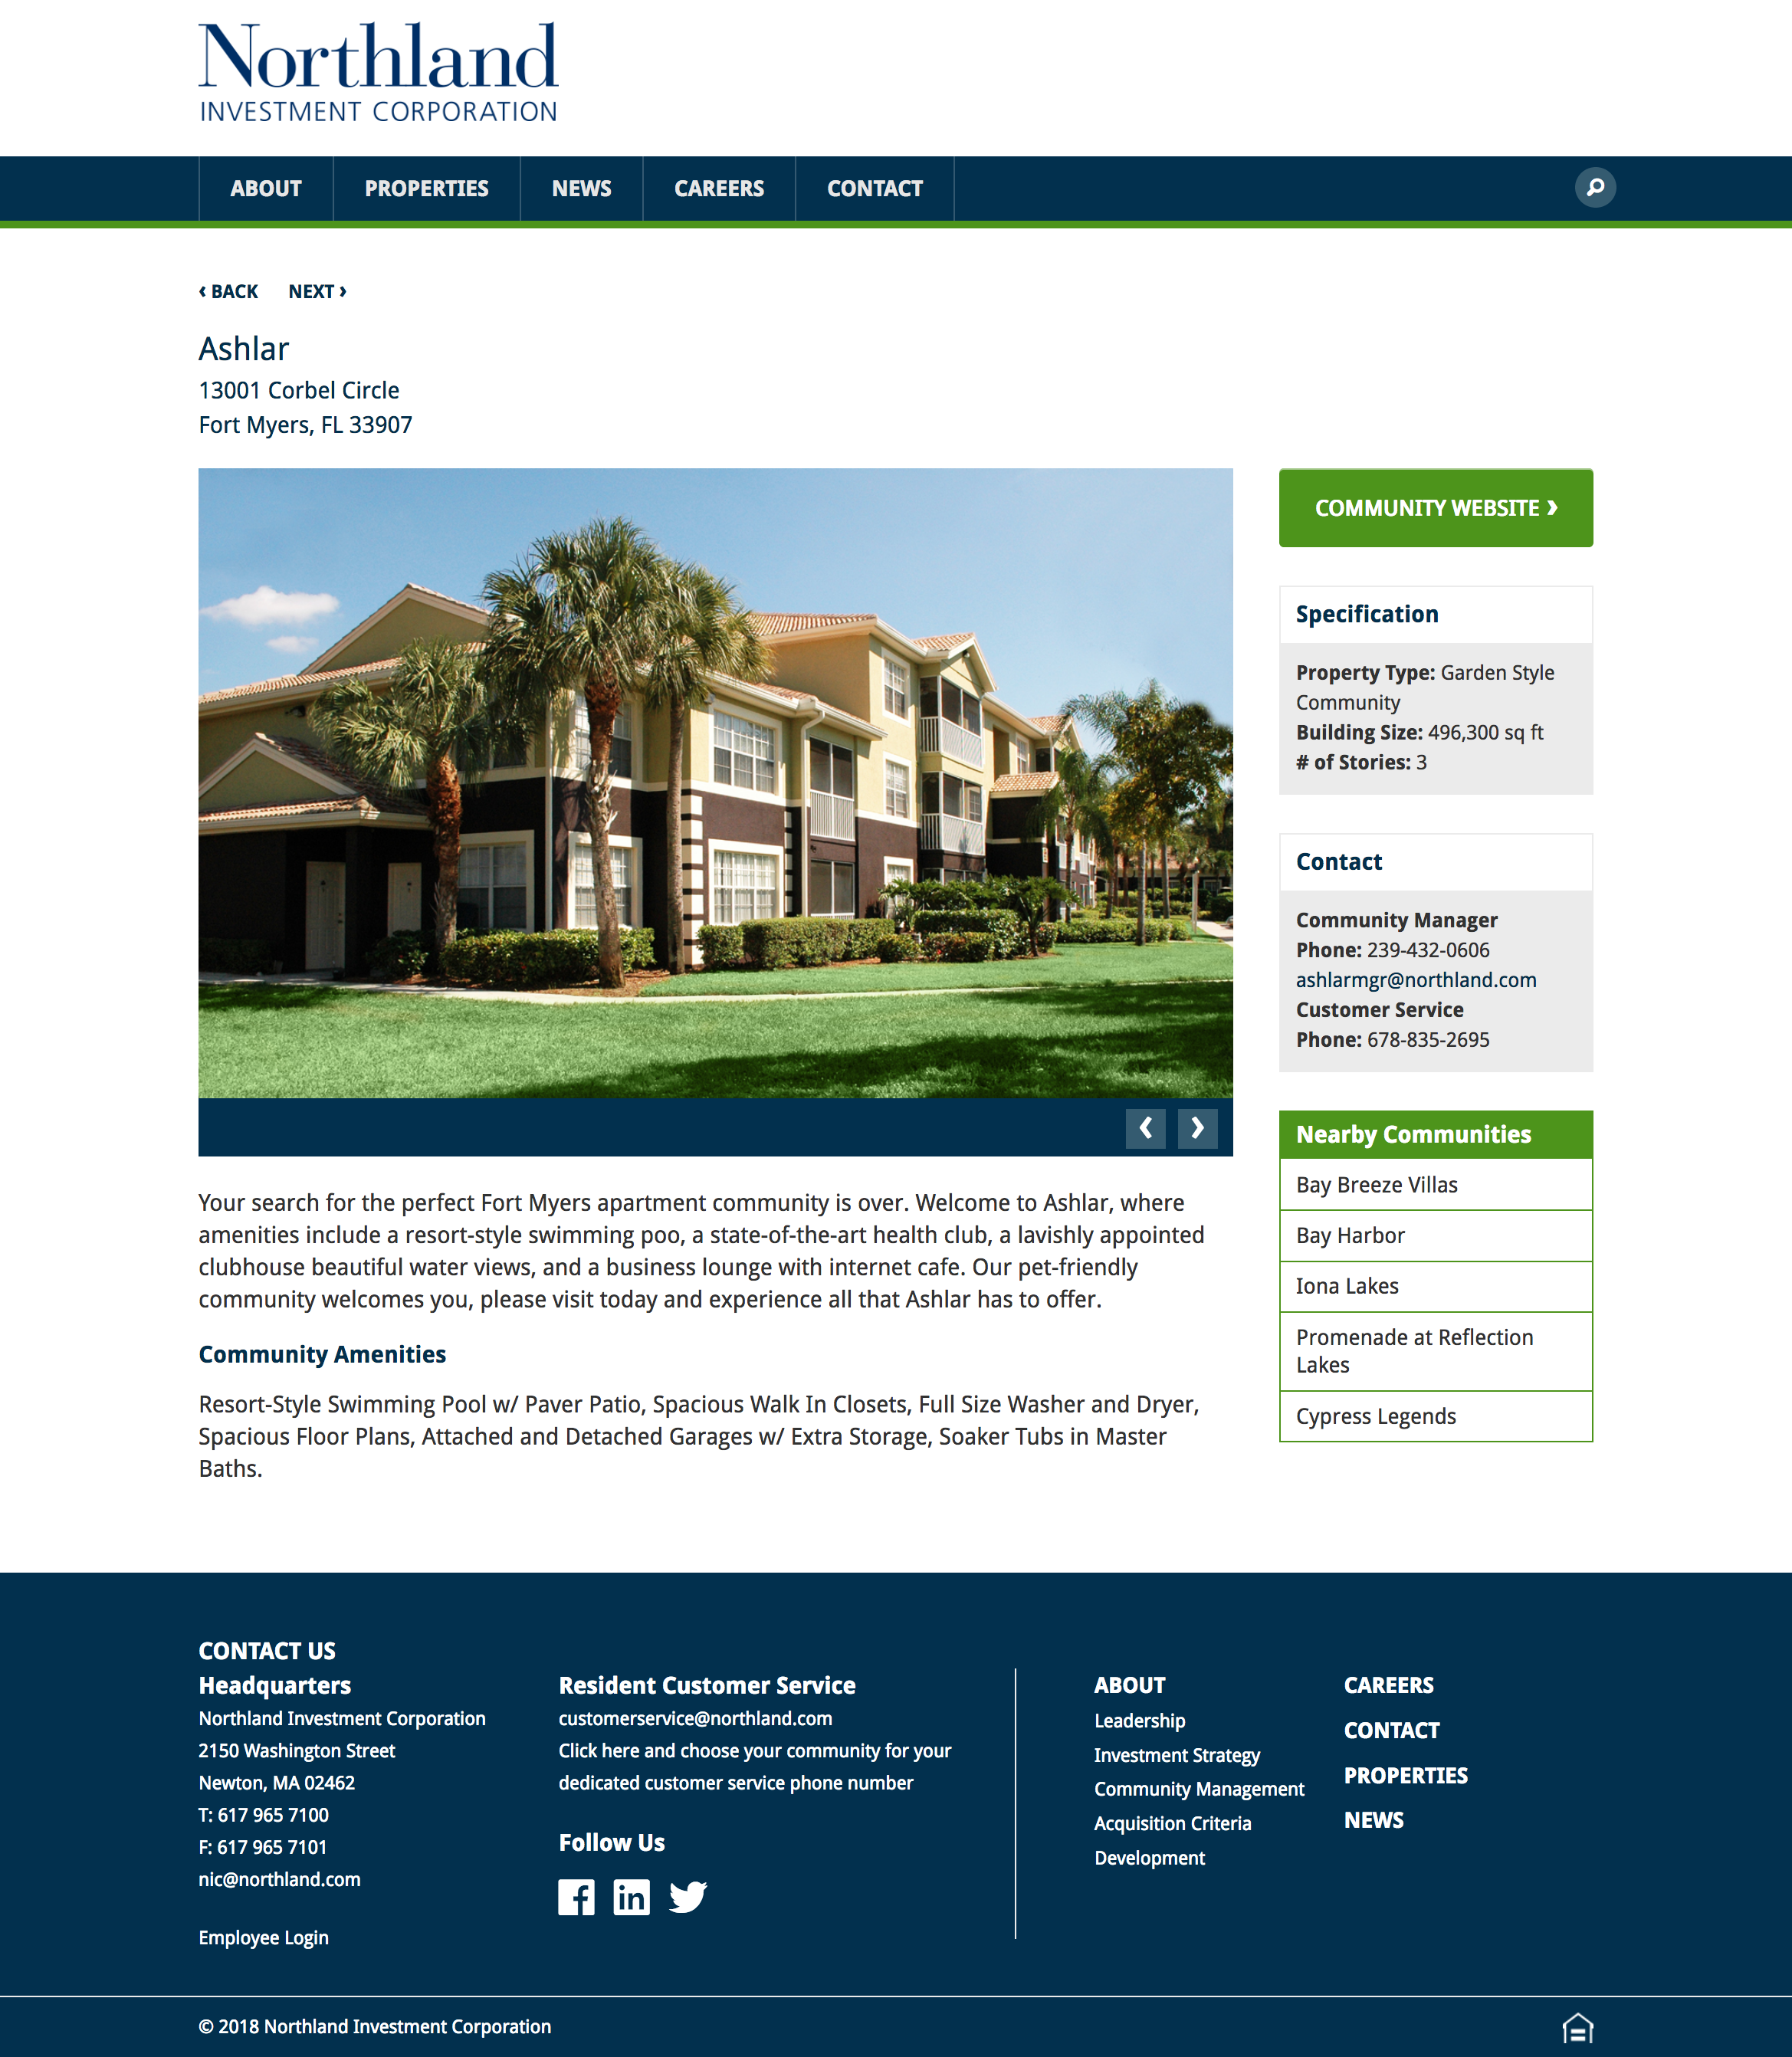 Northland
INVESTMENT CORPORATION
ABOUT
PROPERTIES
NEWS
CAREERS
CONTACT
‹ BACK
NEXT ›
Ashlar
13001 Corbel Circle
Fort Myers, FL 33907
COMMUNITY WEBSITE ›
Specification
Property Type: Garden Style
Community
Building Size: 496,300 sq ft
# of Stories: 3
Contact
Community Manager
Phone: 239-432-0606
ashlarmgr@northland.com
Customer Service
Phone: 678-835-2695
Nearby Communities
Bay Breeze Villas
Bay Harbor
Iona Lakes
Promenade at Reflection
Lakes
Cypress Legends
Your search for the perfect Fort Myers apartment community is over. Welcome to Ashlar, where
amenities include a resort-style swimming poo, a state-of-the-art health club, a lavishly appointed
clubhouse beautiful water views, and a business lounge with internet cafe. Our pet-friendly
community welcomes you, please visit today and experience all that Ashlar has to offer.
Community Amenities
Resort-Style Swimming Pool w/ Paver Patio, Spacious Walk In Closets, Full Size Washer and Dryer,
Spacious Floor Plans, Attached and Detached Garages w/ Extra Storage, Soaker Tubs in Master
Baths.
CONTACT US
Headquarters
Northland Investment Corporation
2150 Washington Street
Newton, MA 02462
T: 617 965 7100
F: 617 965 7101
nic@northland.com
Employee Login
Resident Customer Service
customerservice@northland.com
Click here and choose your community for your
dedicated customer service phone number
Follow Us
ABOUT
Leadership
Investment Strategy
Community Management
Acquisition Criteria
Development
CAREERS
CONTACT
PROPERTIES
NEWS
© 2018 Northland Investment Corporation